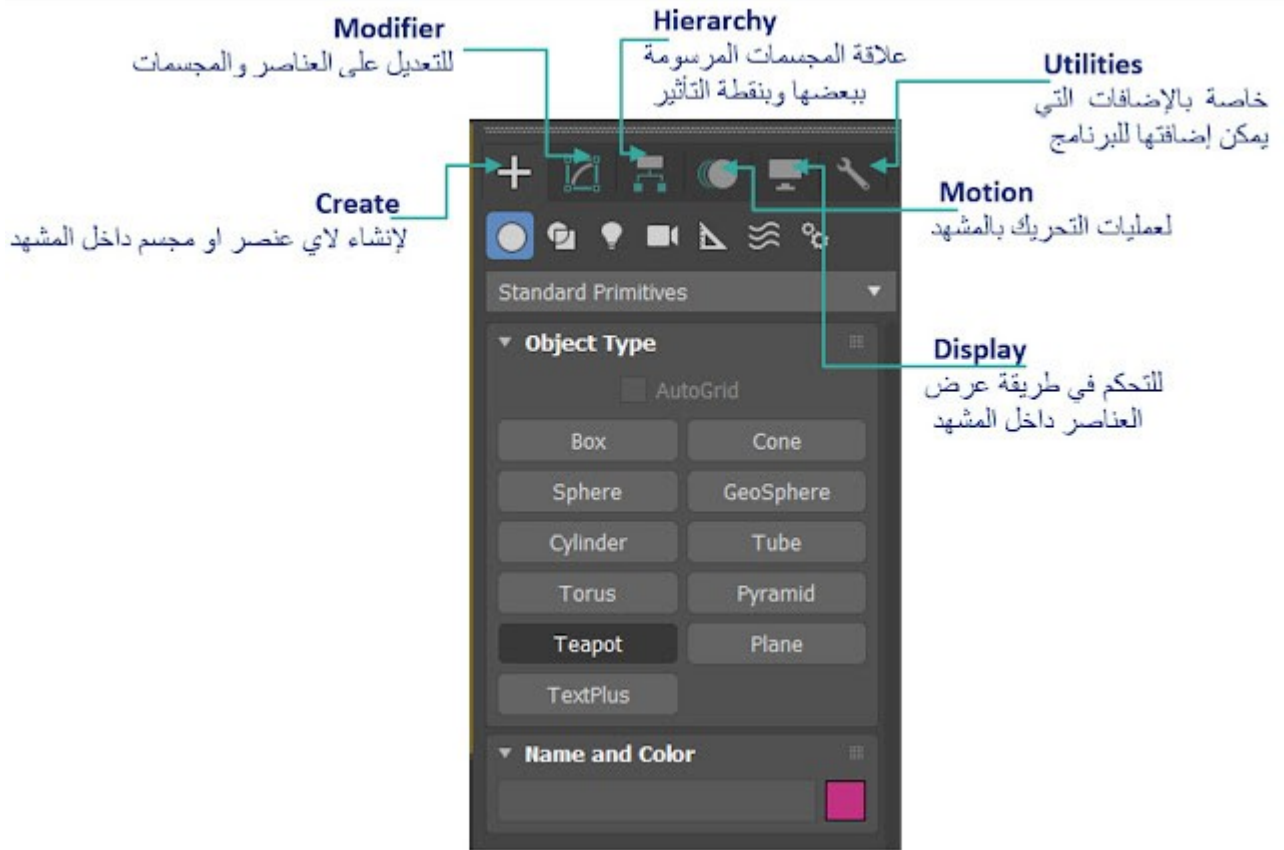 Modifier
للتعديل على العناصر والمجسمات
Hierarchy
علاقة المجسمات المرسومة
ببعضها وبنقطة التأثير
Utilities
خاصة بالإضافات التي
يمكن إضافتها للبرنامج
Create
لإنشاء لاي عنصر او مجسم داخل المشهد
Motion
لعمليات التحريك بالمشهد
Display
للتحكم في طريقة عرض
العناصر داخل المشهد
Standard Primitives
Object Type
AutoGrid
Box Cone
Sphere GeoSphere
Cylinder Tube
Torus Pyramid
Teapot Plane
TextPlus
Name and Color